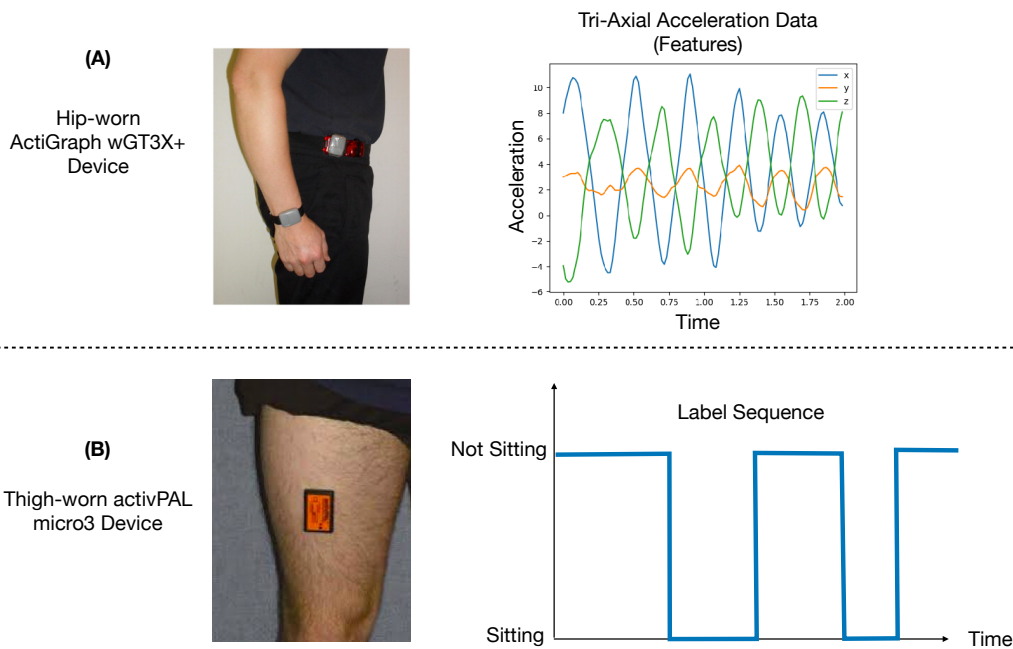 (A)
Hip-worn
ActiGraph wGT3X+
Device
Tri-Axial Acceleration Data
(Features)
x
y
z
10
8
6
4
2
0
−2
−4
−6
Acceleration
0.00 0.25 0.50 0.75 1.00 1.25 1.50 1.75 2.00
Time
(B)
Thigh-worn activPAL
micro3 Device
Label Sequence
Not Sitting
Sitting
Time